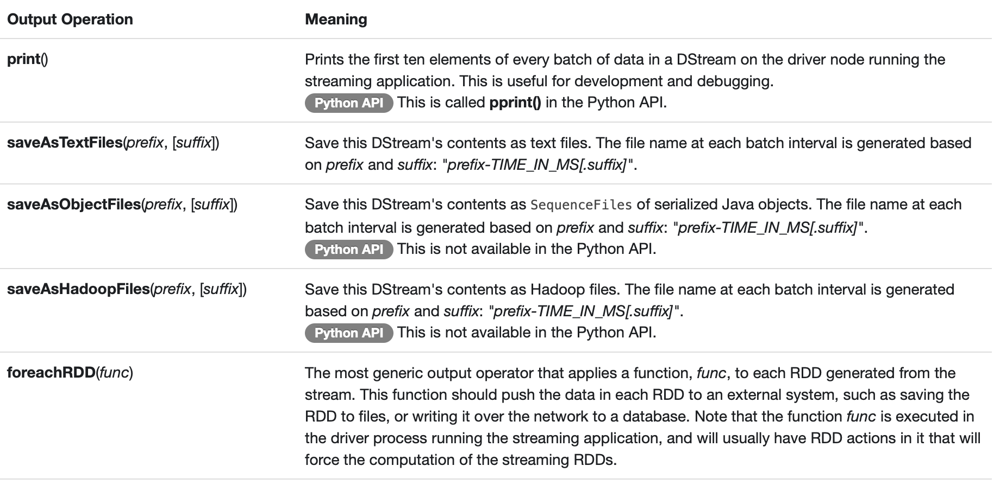 Output Operation Meaning
print() Prints the first ten elements of every batch of data in a DStream on the driver node running the
streaming application. This is useful for development and debugging.
Python API This is called pprint() in the Python API.
saveAsTextFiles(prefix, [suffix]) Save this DStream's contents as text files. The file name at each batch interval is generated based
on prefix and suffix: "prefix-TIME_IN_MS[.suffix]".
saveAsObjectFiles(prefix, [suffix]) Save this DStream's contents as SequenceFiles of serialized Java objects. The file name at each
batch interval is generated based on prefix and suffix: "prefix-TIME_IN_MS[.suffix]".
Python API This is not available in the Python API.
saveAsHadoopFiles(prefix, [suffix]) Save this DStream's contents as Hadoop files. The file name at each batch interval is generated
based on prefix and suffix: "prefix-TIME_IN_MS[.suffix]".
Python API This is not available in the Python API.
foreachRDD(func) The most generic output operator that applies a function, func, to each RDD generated from the
stream. This function should push the data in each RDD to an external system, such as saving the
RDD to files, or writing it over the network to a database. Note that the function func is executed in
the driver process running the streaming application, and will usually have RDD actions in it that will
force the computation of the streaming RDDs.